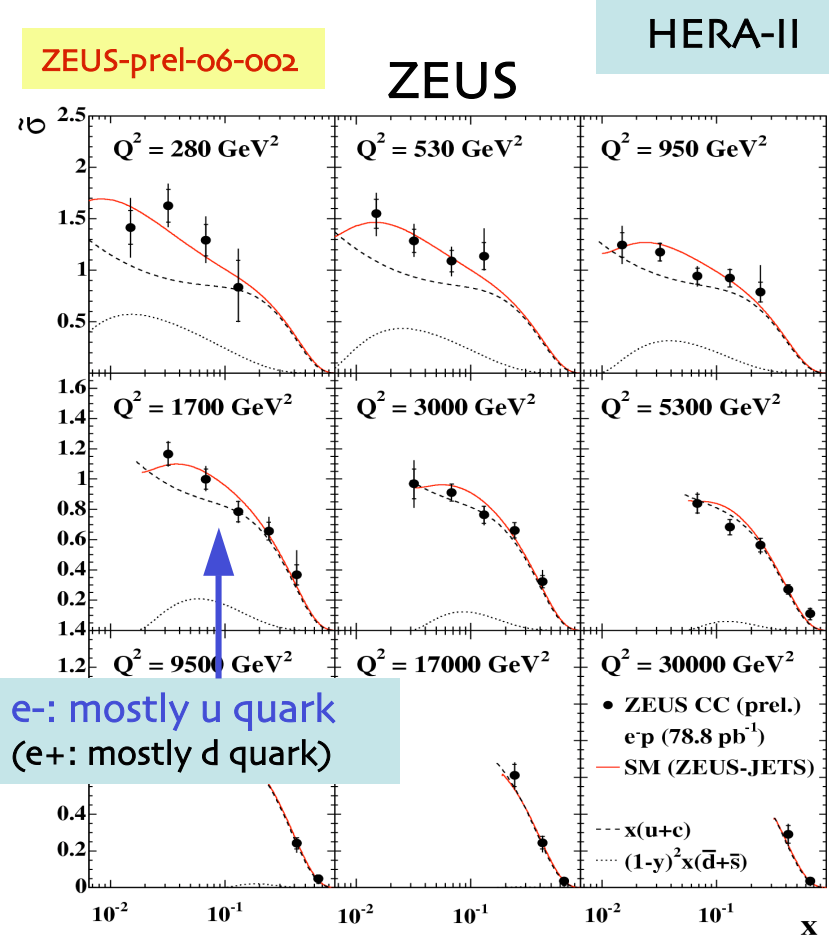 ZEUS-prel-06-002
HERA-II
ZEUS
σ̃
2.5
2
1.5
1
0.5
Q² = 280 GeV²
Q² = 530 GeV²
Q² = 950 GeV²
1.6
1.4
1.2
1
0.8
0.6
0.4
0.2
Q² = 1700 GeV²
Q² = 3000 GeV²
Q² = 5300 GeV²
1.4
1.2
0.4
0.2
0
Q² = 9500 GeV²
Q² = 17000 GeV²
Q² = 30000 GeV²
e-: mostly u quark
(e+: mostly d quark)
ZEUS CC (prel.)
e⁻p (78.8 pb⁻¹)
SM (ZEUS-JETS)
x(u+c)
(1-y)²x(d̅+s̅)
10⁻² 10⁻¹ 10⁻² 10⁻¹ 10⁻² 10⁻¹
x